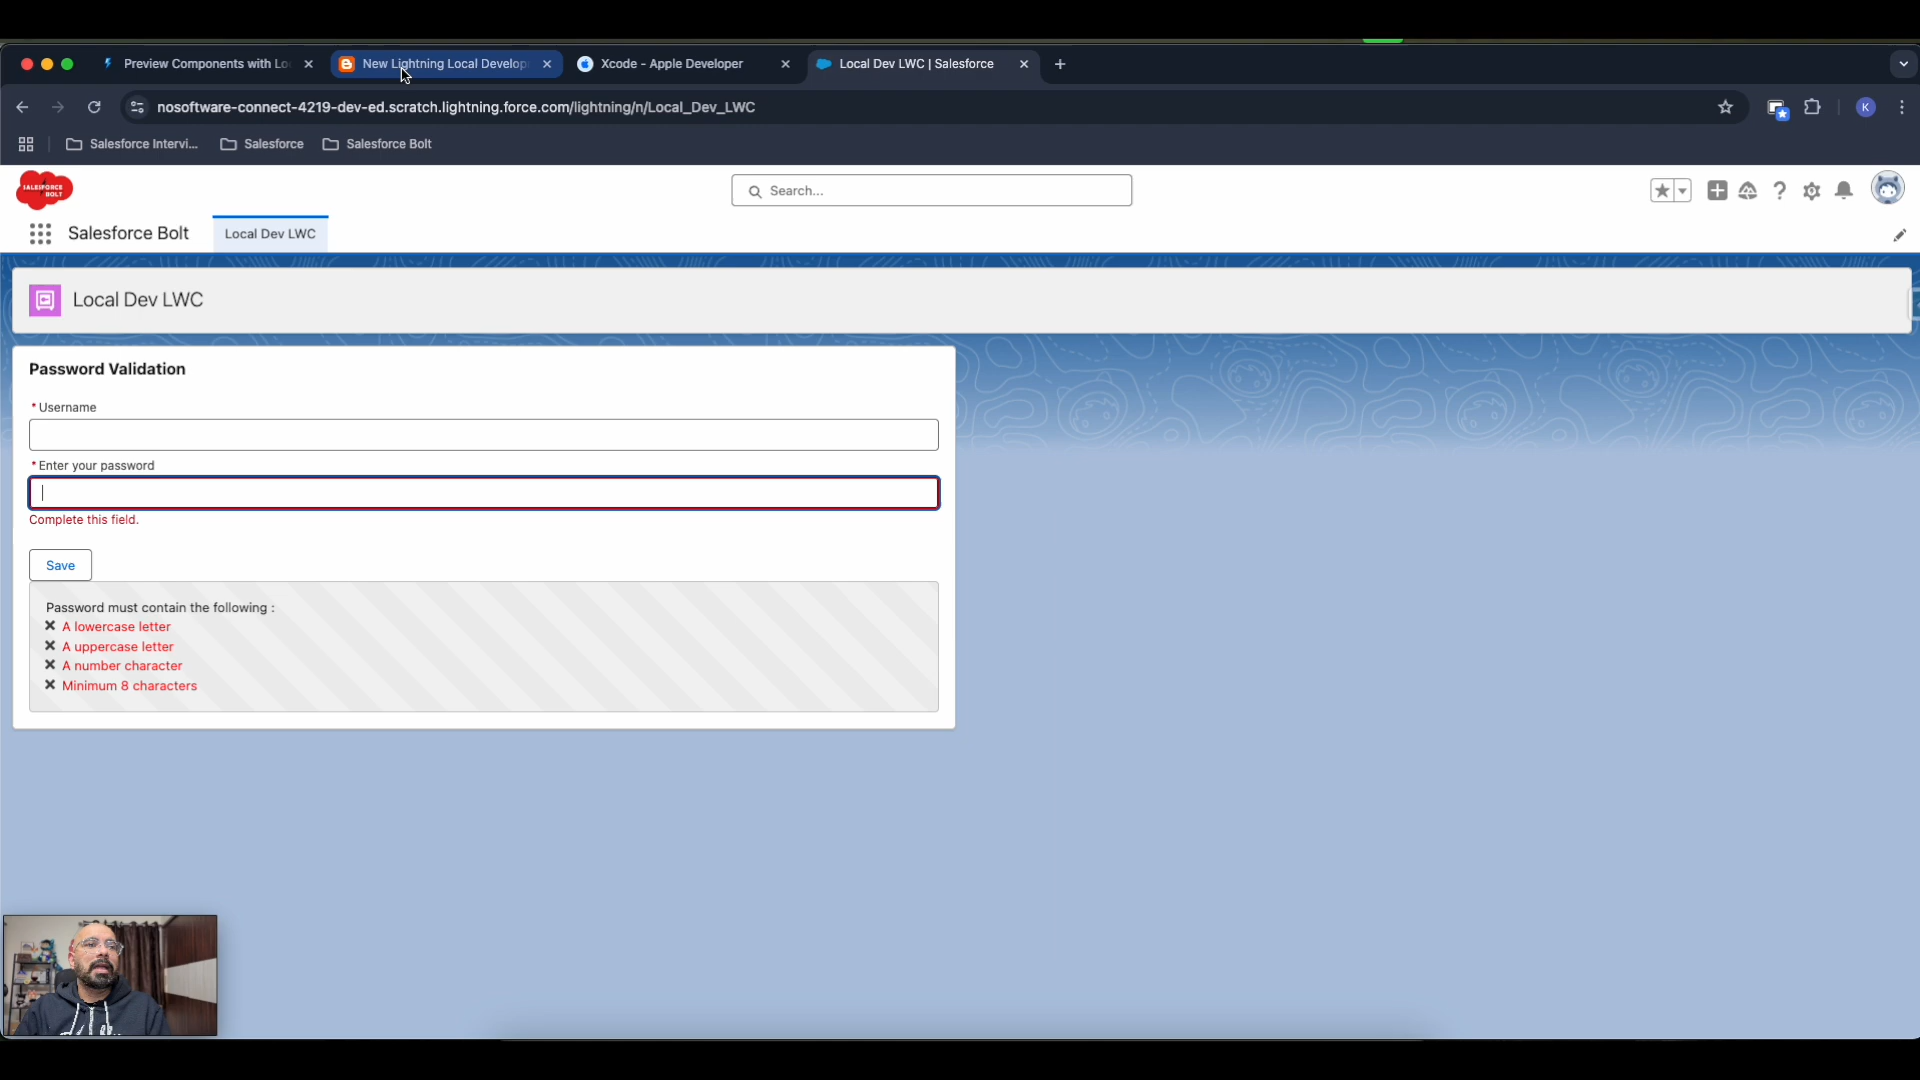 Preview Components with Lo
New Lightning Local Develop
Xcode - Apple Developer
Local Dev LWC | Salesforce
nosoftware-connect-4219-dev-ed.scratch.lightning.force.com/lightning/n/Local_Dev_LWC
K
Salesforce Intervi...
Salesforce
Salesforce Bolt
SALESFORCE
BOLT
Search...
Salesforce Bolt
Local Dev LWC
Local Dev LWC
Password Validation
* Username
* Enter your password
Complete this field.
Save
Password must contain the following :
A lowercase letter
A uppercase letter
A number character
Minimum 8 characters